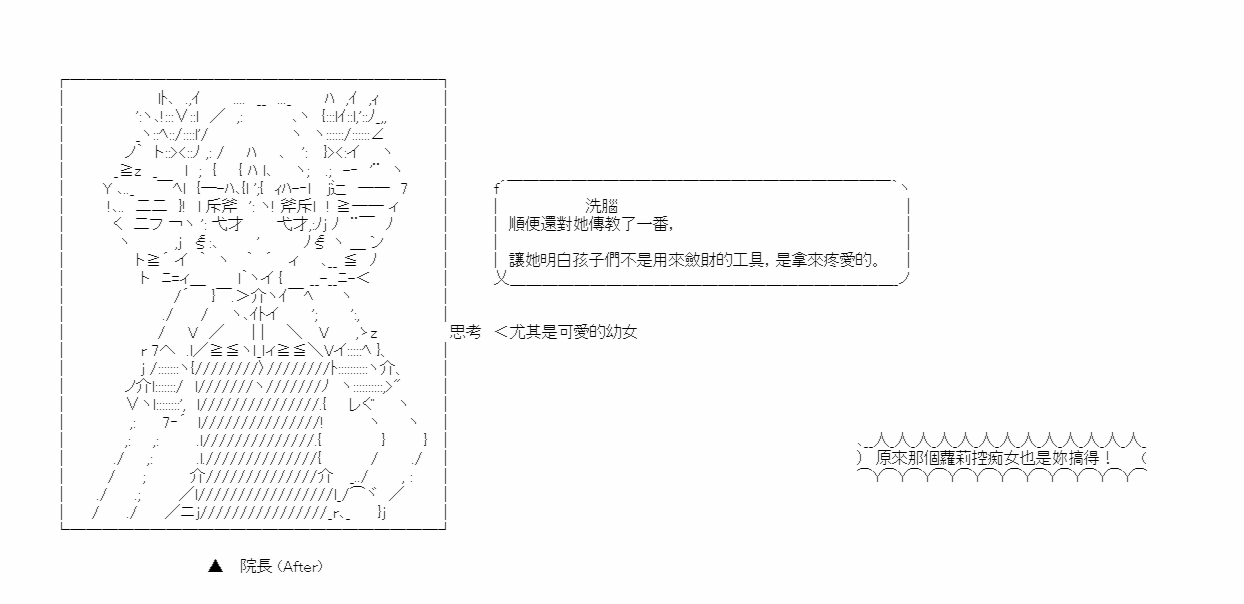 洗腦
順便還對她傳教了一番，
讓她明白孩子們不是用來斂財的工具，是拿來疼愛的。
思考 ＜尤其是可愛的幼女
原來那個蘿莉控痴女也是妳搞得！
▲ 院長 (After)